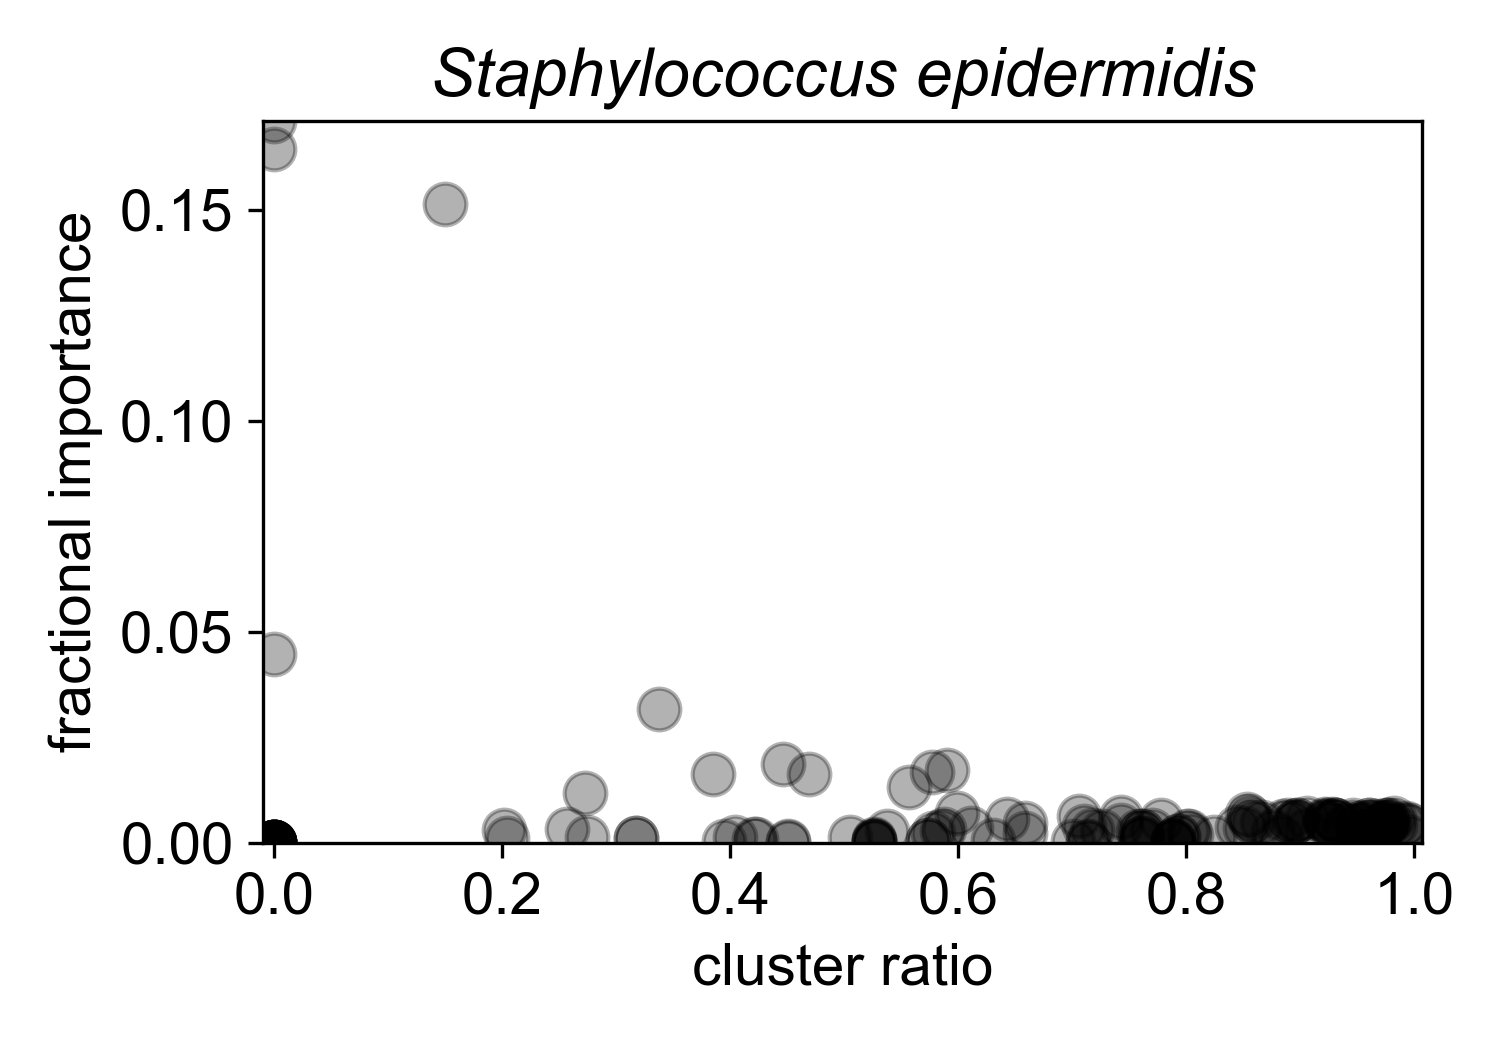 Staphylococcus epidermidis
fractional importance
0.15
0.10
0.05
0.00
0.0 0.2 0.4 0.6 0.8 1.0
cluster ratio